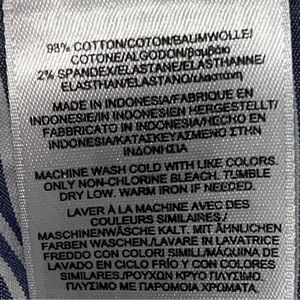 98% COTTON/COTON/BAUMWOLLE/
COTONE/ALGODON/βαμβάκι
2% SPANDEX/ELASTANE/ELASTHANNE/
ELASTHAN/ELASTANO/ελαστάνη
MADE IN INDONESIA/FABRIQUE EN
INDONESIE/IN INDONESIEN HERGESTELLT/
FABBRICATO IN INDONESIA/HECHO EN
INDONESIA/ΚΑΤΑΣΚΕΥΑΣΜΕΝΟ ΣΤΗΝ
ΙΝΔΟΝΗΣΙΑ
MACHINE WASH COLD WITH LIKE COLORS.
ONLY NON-CHLORINE BLEACH. TUMBLE
DRY LOW. WARM IRON IF NEEDED.
LAVER À LA MACHINE AVEC DES
COULEURS SIMILAIRES./
MASCHINENWÄSCHE KALT. MIT ÄHNLICHEN
FARBEN WASCHEN./LAVARE IN LAVATRICE
FREDDO CON COLORI SIMILI./MÁQUINA DE
LAVADO EN CICLO FRÍO Y CON COLORES
SIMILARES./ΡΟΥΧΩΝ ΚΡΥΟ ΠΛΥΣΙΜΟ
ΠΛΥΣΙΜΟ ΜΕ ΠΑΡΟΜΟΙΑ ΧΡΩΜΑΤΑ